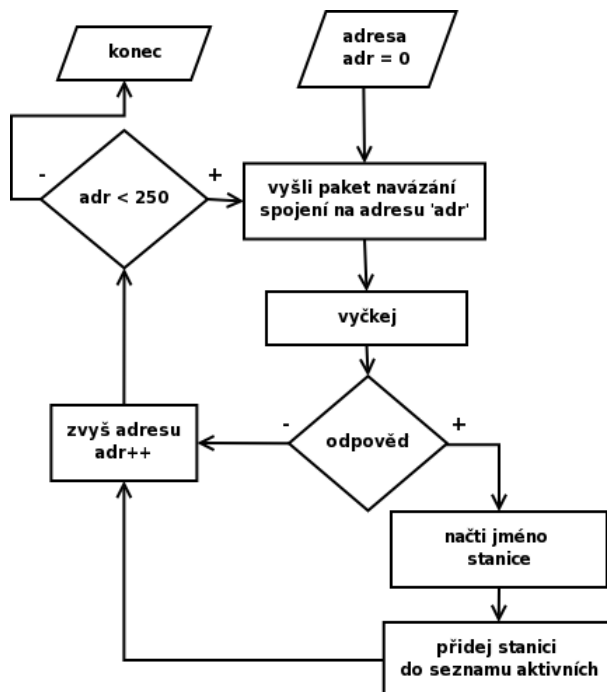 konec
adresa
adr = 0
-
adr < 250
+
vyšli paket navázání
spojení na adresu 'adr'
vyčkej
zvyš adresu
adr++
-
odpověd
+
načti jméno
stanice
přidej stanici
do seznamu aktivních